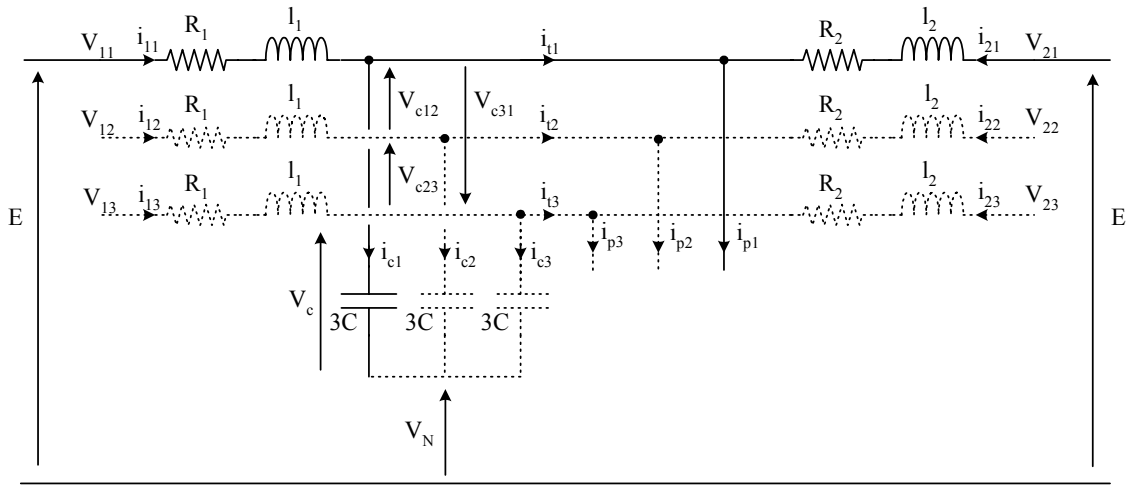 V11 i11 R1 l1 it1 R2 l2 i21 V21
Vc12 Vc31
V12 i12 R1 l1 it2 R2 l2 i22 V22
Vc23
V13 i13 R1 l1 it3 R2 l2 i23 V23
E E
ic1 ic2 ic3 ip3 ip2 ip1
Vc 3C 3C 3C
VN